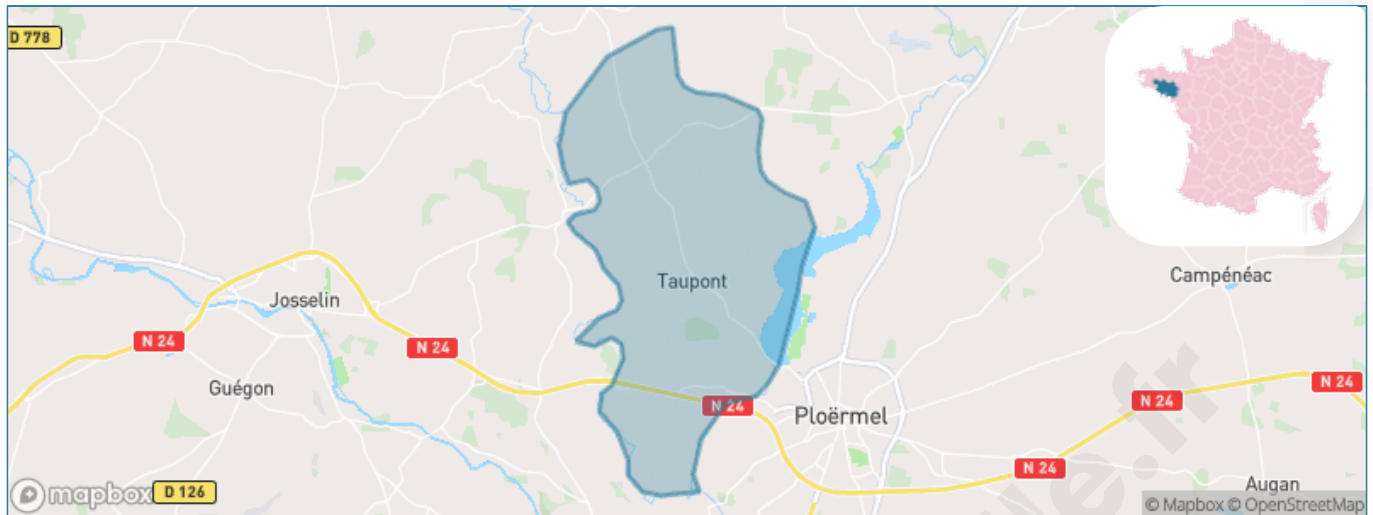 D 778
Taupont
Campénéac
Josselin
N 24
N 24
Guégon
N 24
N 24
N 24
Ploërmel
N 24
mapbox
D 126
Augan
© Mapbox © OpenStreetMap